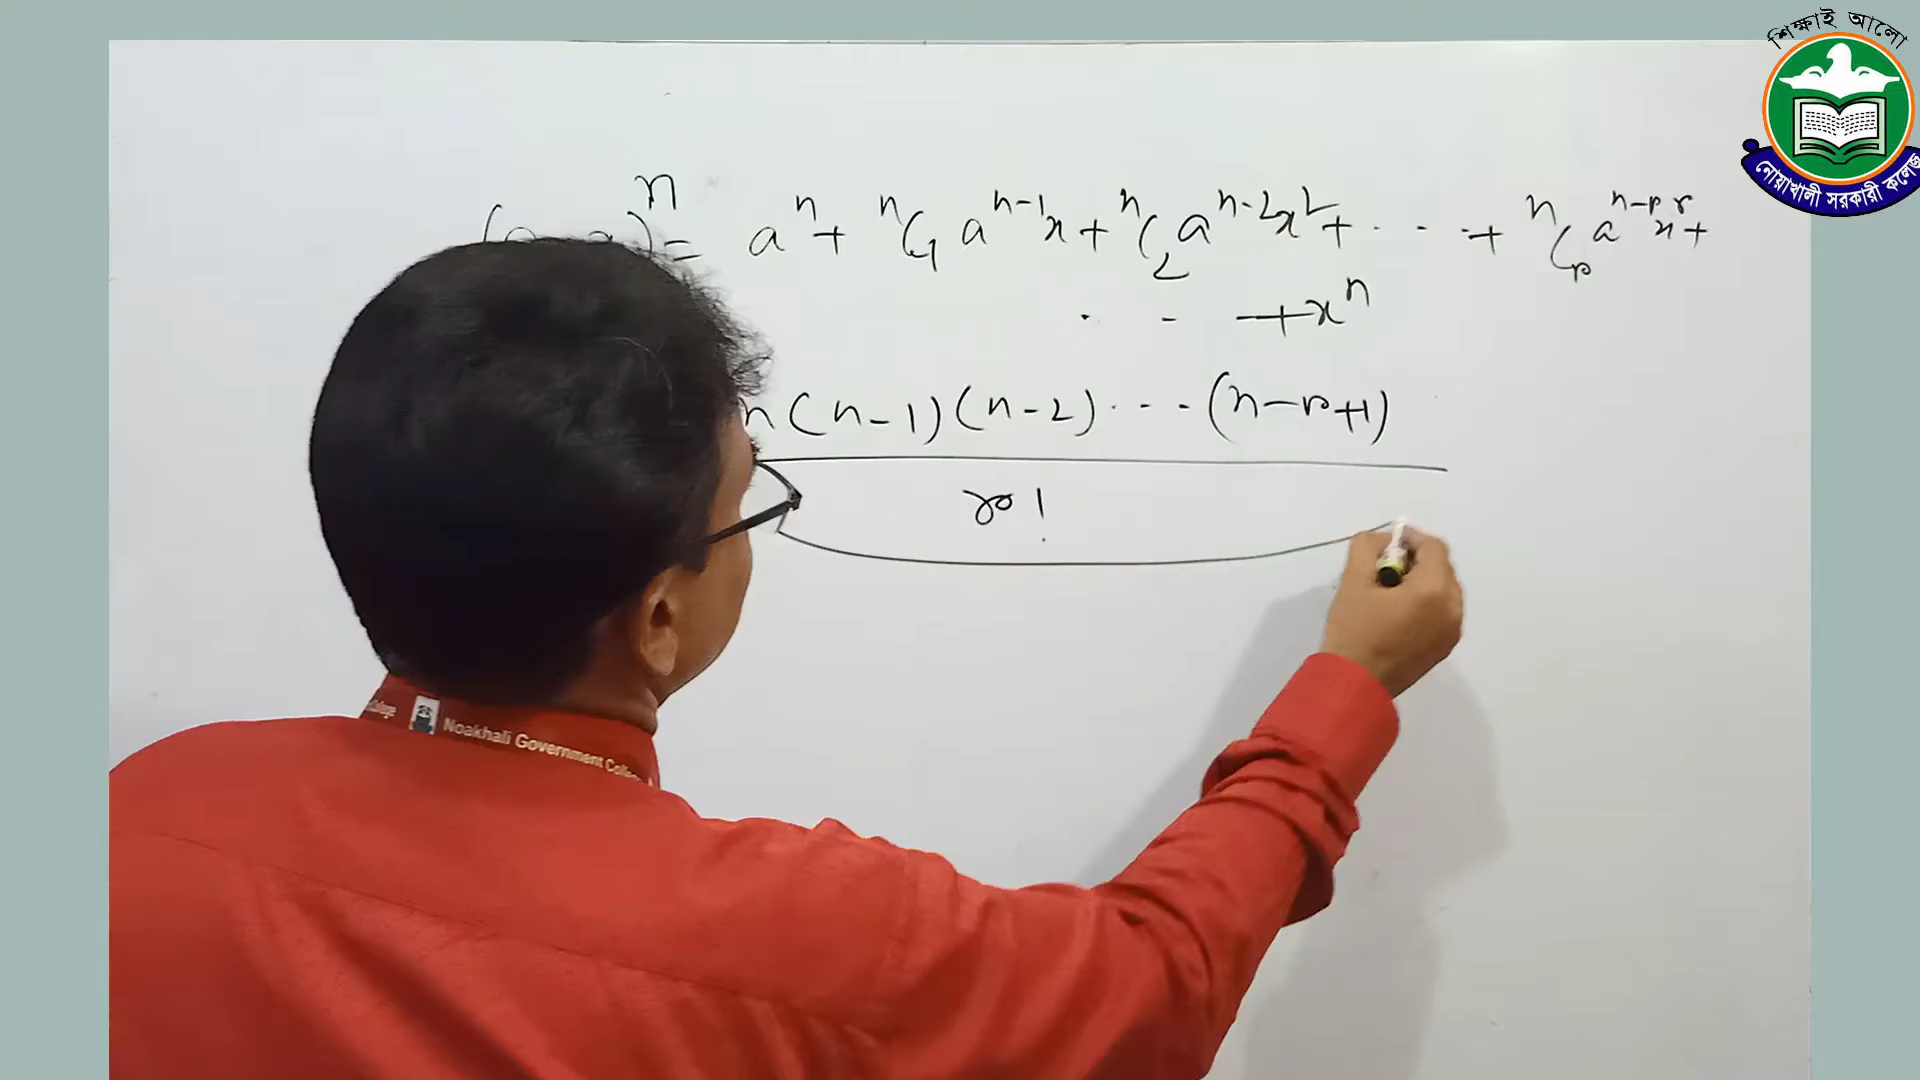 শিক্ষাই আলো
নোয়াখালী সরকারী কলেজ
)ⁿ = aⁿ + ⁿC₁ aⁿ⁻¹x + ⁿC₂ aⁿ⁻²x² + · · · + ⁿCᵣ aⁿ⁻ʳxʳ +
· · · + xⁿ
n(n-1)(n-2) · · · (n-r+1)
r!
Noakhali Government